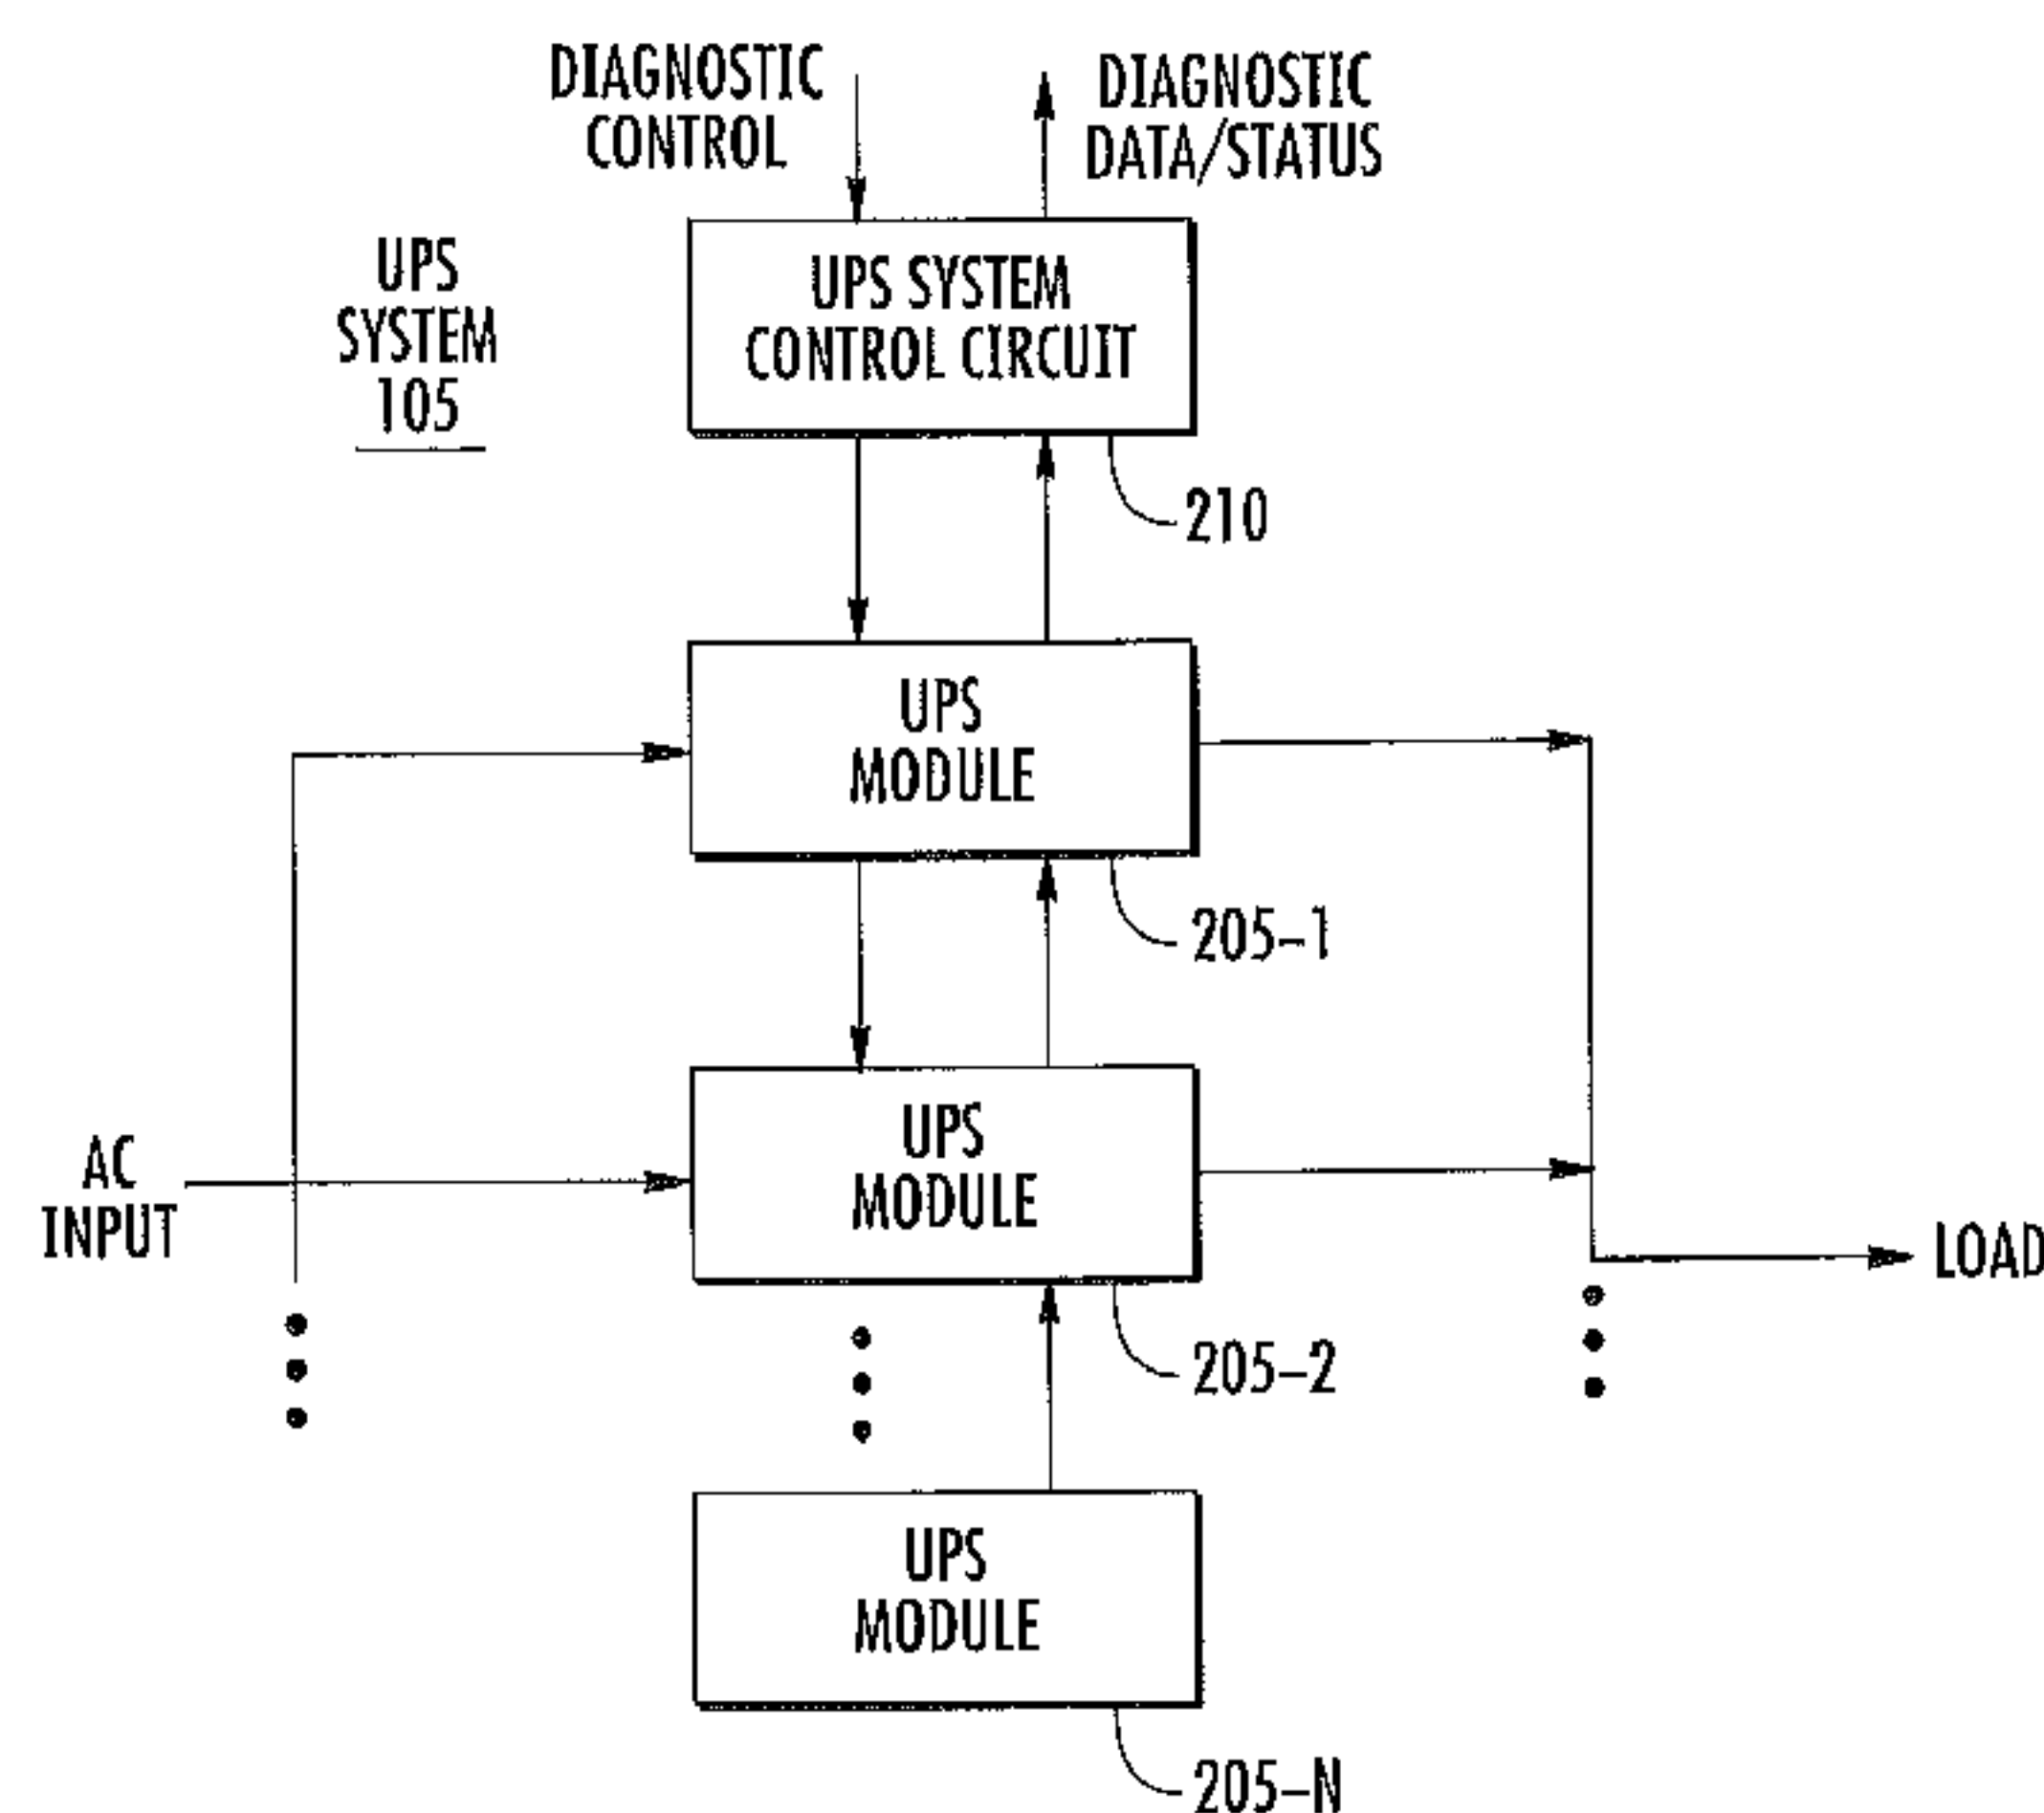 DIAGNOSTIC
CONTROL
DIAGNOSTIC
DATA/STATUS
UPS
SYSTEM
105
UPS SYSTEM
CONTROL CIRCUIT
210
UPS
MODULE
205-1
AC
INPUT
UPS
MODULE
LOAD
205-2
UPS
MODULE
205-N